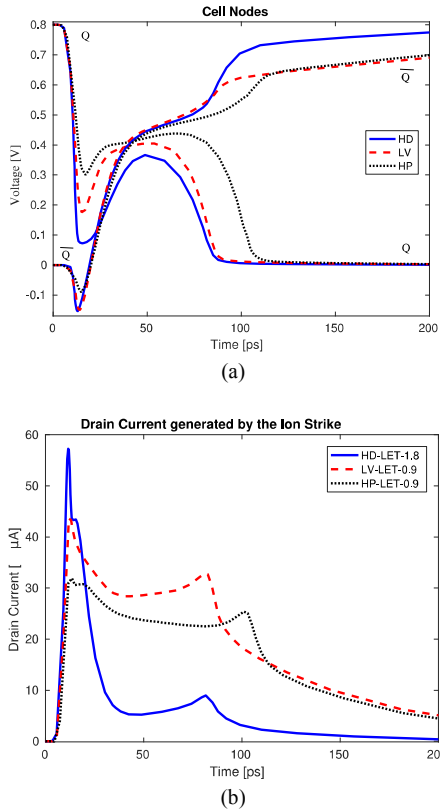 Cell Nodes
0.8
0.7
0.6
0.5
0.4
0.3
0.2
0.1
0
-0.1
Voltage [V]
Q
Q
HD
LV
HP
Q
Q
0
50
100
150
200
Time [ps]
(a)
Drain Current generated by the Ion Strike
60
50
40
30
20
10
0
Drain Current [ μA]
HD-LET-1.8
LV-LET-0.9
HP-LET-0.9
0
50
100
150
200
Time [ps]
(b)